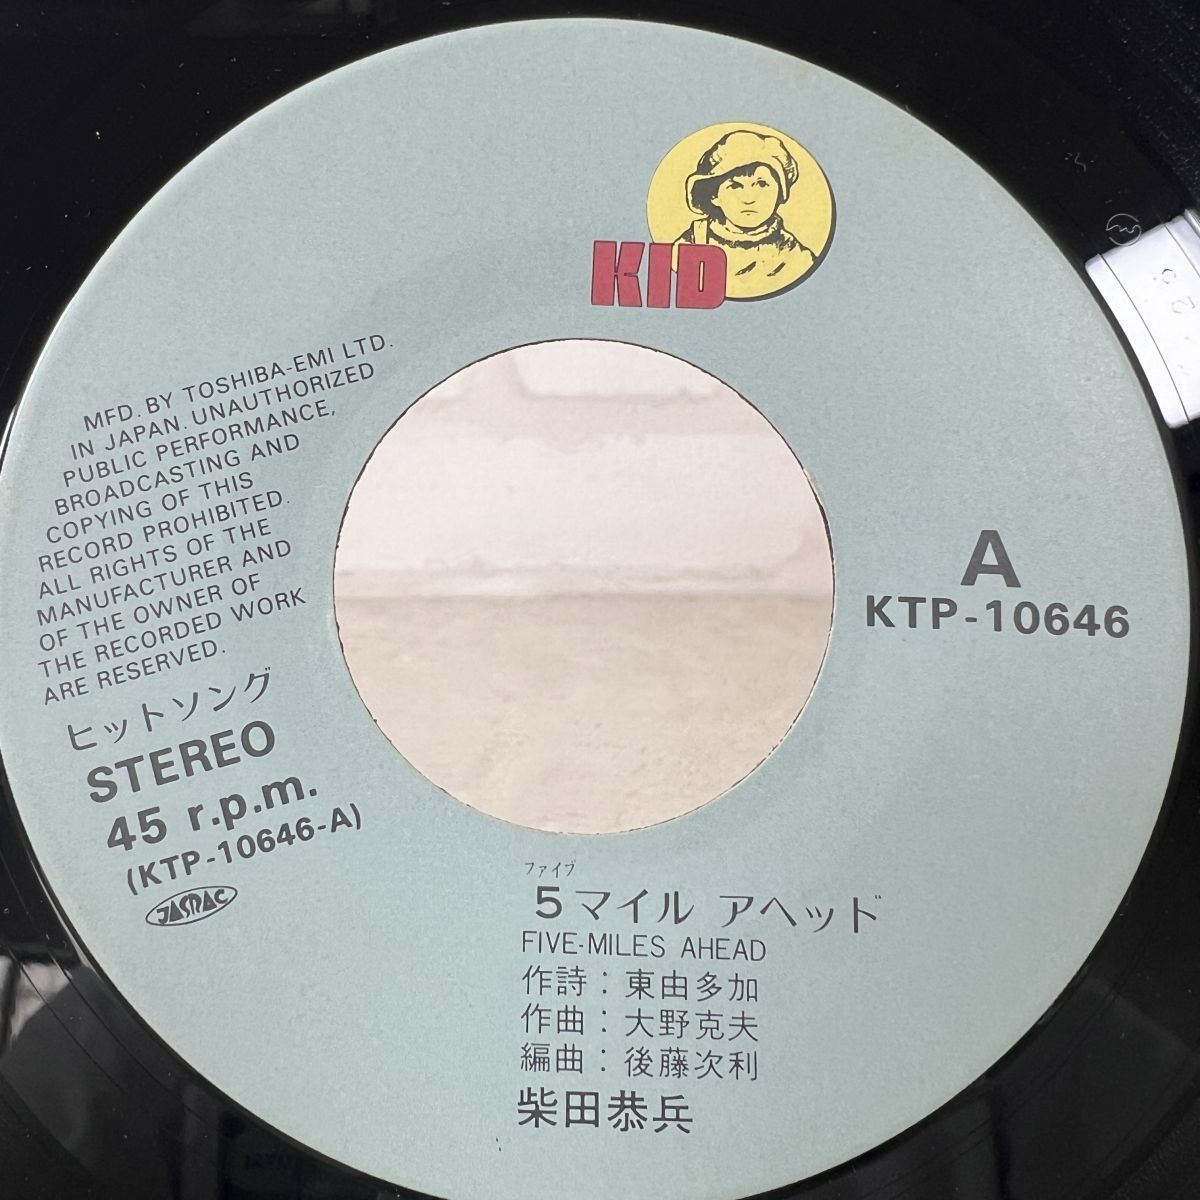 KID
MFD. BY TOSHIBA-EMI LTD.
IN JAPAN. UNAUTHORIZED
PUBLIC PERFORMANCE,
BROADCASTING AND
COPYING OF THIS
RECORD PROHIBITED.
ALL RIGHTS OF THE
MANUFACTURER AND
OF THE OWNER OF
THE RECORDED WORK
ARE RESERVED.
ヒットソング
STEREO
45 r.p.m.
(KTP-10646-A)
JASRAC
A
KTP-10646
ファイブ
5マイル アヘッド
FIVE-MILES AHEAD
作詩：東由多加
作曲：大野克夫
編曲：後藤次利
柴田恭兵